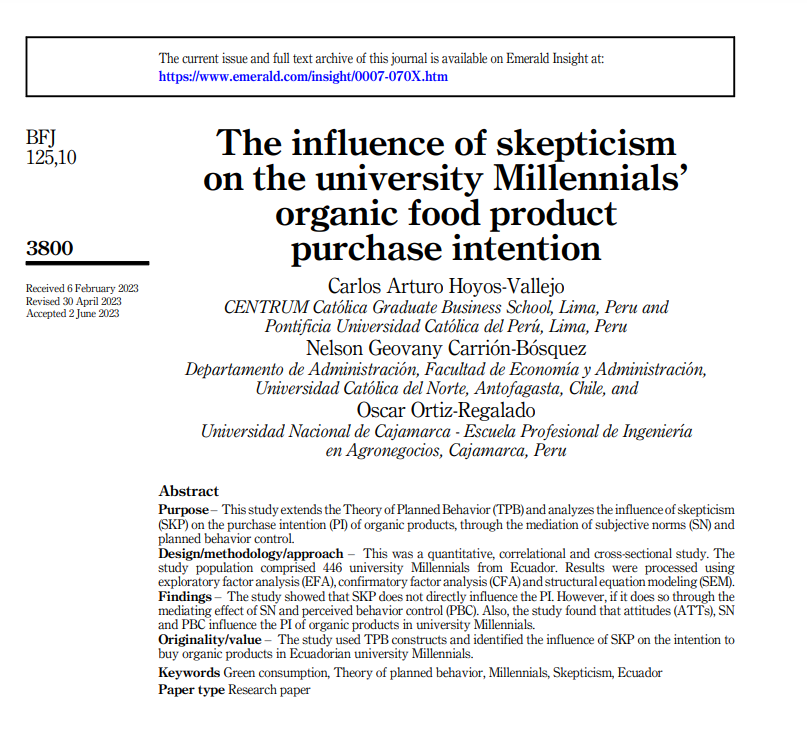 The current issue and full text archive of this journal is available on Emerald Insight at:
https://www.emerald.com/insight/0007-070X.htm
BFJ
125,10
3800
Received 6 February 2023
Revised 30 April 2023
Accepted 2 June 2023
The influence of skepticism
on the university Millennials’
organic food product
purchase intention
Carlos Arturo Hoyos-Vallejo
CENTRUM Católica Graduate Business School, Lima, Peru and
Pontificia Universidad Católica del Perú, Lima, Peru
Nelson Geovany Carrión-Bósquez
Departamento de Administración, Facultad de Economía y Administración,
Universidad Católica del Norte, Antofagasta, Chile, and
Oscar Ortiz-Regalado
Universidad Nacional de Cajamarca - Escuela Profesional de Ingeniería
en Agronegocios, Cajamarca, Peru
Abstract
Purpose – This study extends the Theory of Planned Behavior (TPB) and analyzes the influence of skepticism
(SKP) on the purchase intention (PI) of organic products, through the mediation of subjective norms (SN) and
planned behavior control.
Design/methodology/approach – This was a quantitative, correlational and cross-sectional study. The
study population comprised 446 university Millennials from Ecuador. Results were processed using
exploratory factor analysis (EFA), confirmatory factor analysis (CFA) and structural equation modeling (SEM).
Findings – The study showed that SKP does not directly influence the PI. However, if it does so through the
mediating effect of SN and perceived behavior control (PBC). Also, the study found that attitudes (ATTs), SN
and PBC influence the PI of organic products in university Millennials.
Originality/value – The study used TPB constructs and identified the influence of SKP on the intention to
buy organic products in Ecuadorian university Millennials.
Keywords Green consumption, Theory of planned behavior, Millennials, Skepticism, Ecuador
Paper type Research paper